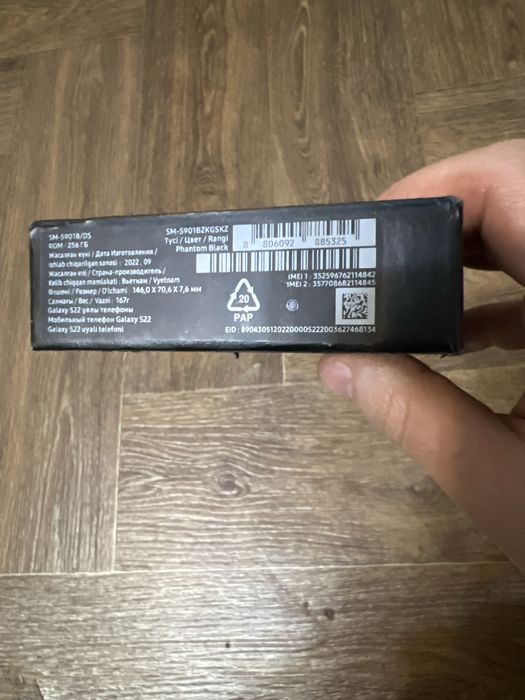 SM-S901B/DS
ROM : 256 Гб
Жасалған күні / Дата Изготовления /
ishlab chiqarilgan sanasi : 2022. 09
Жасалған елі / Страна-производитель /
Kelib chiqqan mamlakati : Вьетнам / Vyetnam
Өлшемі / Размер / O'lchami : 146,0 x 70,6 x 7,6 мм
Салмағы / Вес / Vazni : 167г
Galaxy S22 ұялы телефоны
Мобильный телефон Galaxy S22
Galaxy S22 uyali telefoni
SM-S901BZKGSKZ
Түсі / Цвет / Rangi
Phantom Black
8 806092 885325
IMEI 1 : 352596762114842
IMEI 2 : 357708682114845
20
PAP
EID : 89043051202200005222003627468134